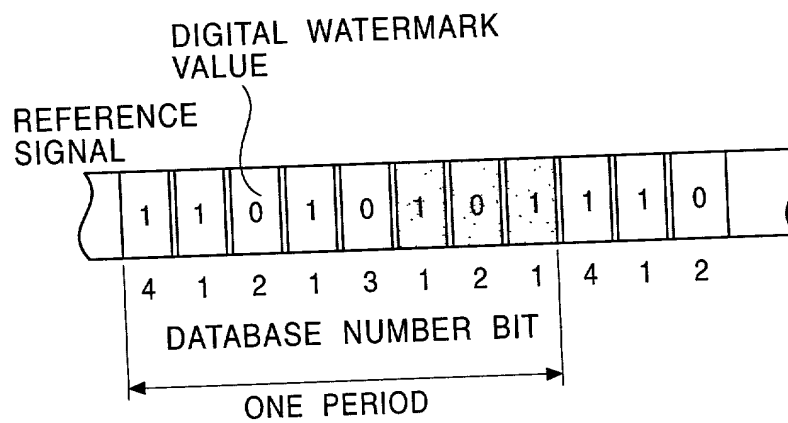 DIGITAL WATERMARK
VALUE
REFERENCE
SIGNAL
1 1 0 1 0 1 0 1 1 1 0
4 1 2 1 3 1 2 1 4 1 2
DATABASE NUMBER BIT
ONE PERIOD